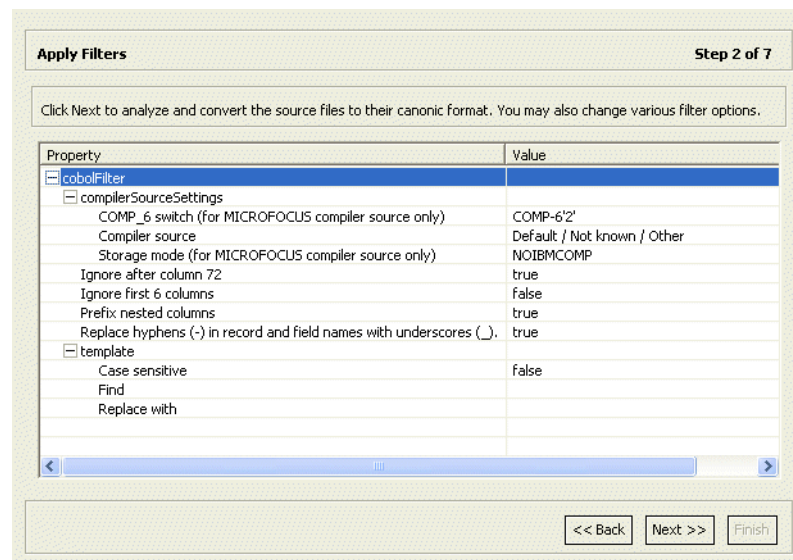 Apply Filters Step 2 of 7
Click Next to analyze and convert the source files to their canonic format. You may also change various filter options.
Property Value
cobolFilter
compilerSourceSettings
COMP_6 switch (for MICROFOCUS compiler source only) COMP-6'2'
Compiler source Default / Not known / Other
Storage mode (for MICROFOCUS compiler source only) NOIBMCOMP
Ignore after column 72 true
Ignore first 6 columns false
Prefix nested columns true
Replace hyphens (-) in record and field names with underscores (_). true
template
Case sensitive false
Find
Replace with
<< Back Next >> Finish